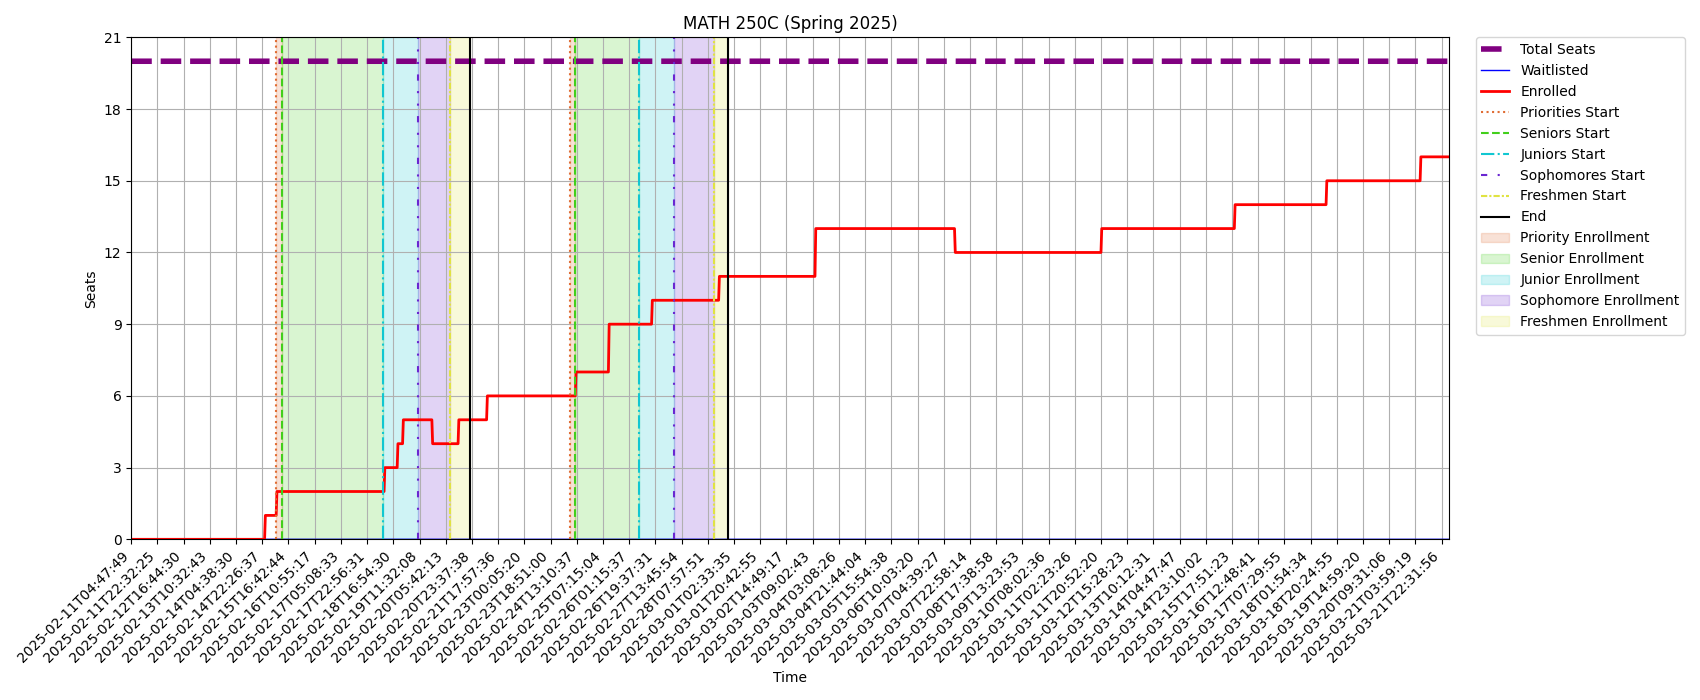 MATH 250C (Spring 2025)
21
18
15
12
9
6
3
0
Seats
2025-02-11T04:47:49
2025-02-11T22:32:25
2025-02-12T16:44:30
2025-02-13T10:32:43
2025-02-14T04:38:30
2025-02-14T22:26:37
2025-02-15T16:42:44
2025-02-16T10:55:17
2025-02-17T05:08:33
2025-02-17T22:56:31
2025-02-18T16:54:30
2025-02-19T11:32:08
2025-02-20T05:42:13
2025-02-20T23:37:38
2025-02-21T17:57:36
2025-02-23T00:05:20
2025-02-23T18:51:00
2025-02-24T13:10:37
2025-02-25T07:15:04
2025-02-26T01:15:37
2025-02-26T19:37:31
2025-02-27T13:45:54
2025-02-28T07:57:51
2025-03-01T02:33:35
2025-03-01T20:42:55
2025-03-02T14:49:17
2025-03-03T09:02:43
2025-03-04T03:08:26
2025-03-04T21:44:04
2025-03-05T15:54:38
2025-03-06T10:03:20
2025-03-07T04:39:27
2025-03-07T22:58:14
2025-03-08T17:38:58
2025-03-09T13:23:53
2025-03-10T08:02:36
2025-03-11T02:23:26
2025-03-11T20:52:20
2025-03-12T15:28:23
2025-03-13T10:12:31
2025-03-14T04:47:47
2025-03-14T23:10:02
2025-03-15T17:51:23
2025-03-16T12:48:41
2025-03-17T07:29:55
2025-03-18T01:54:34
2025-03-18T20:24:55
2025-03-19T14:59:20
2025-03-20T09:31:06
2025-03-21T03:59:19
2025-03-21T22:31:56
Time
Total Seats
Waitlisted
Enrolled
Priorities Start
Seniors Start
Juniors Start
Sophomores Start
Freshmen Start
End
Priority Enrollment
Senior Enrollment
Junior Enrollment
Sophomore Enrollment
Freshmen Enrollment